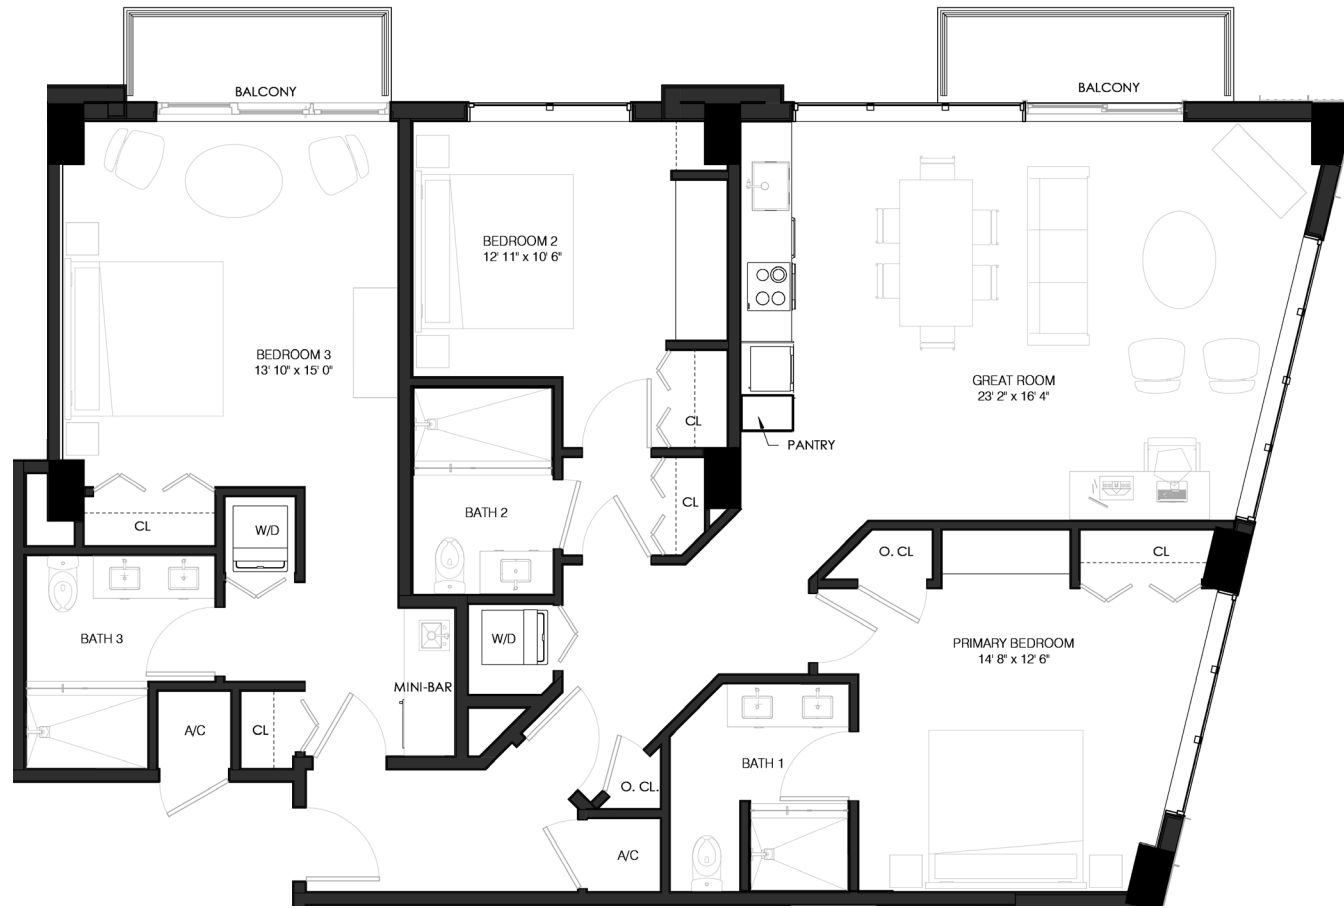 BALCONY
BALCONY
BEDROOM 2
12' 11" x 10' 6"
BEDROOM 3
13' 10" x 15' 0"
GREAT ROOM
23' 2" x 16' 4"
CL
PANTRY
CL
BATH 2
CL
W/D
O. CL
CL
BATH 3
W/D
PRIMARY BEDROOM
14' 8" x 12' 6"
MINI-BAR
A/C
CL
BATH 1
O. CL.
A/C